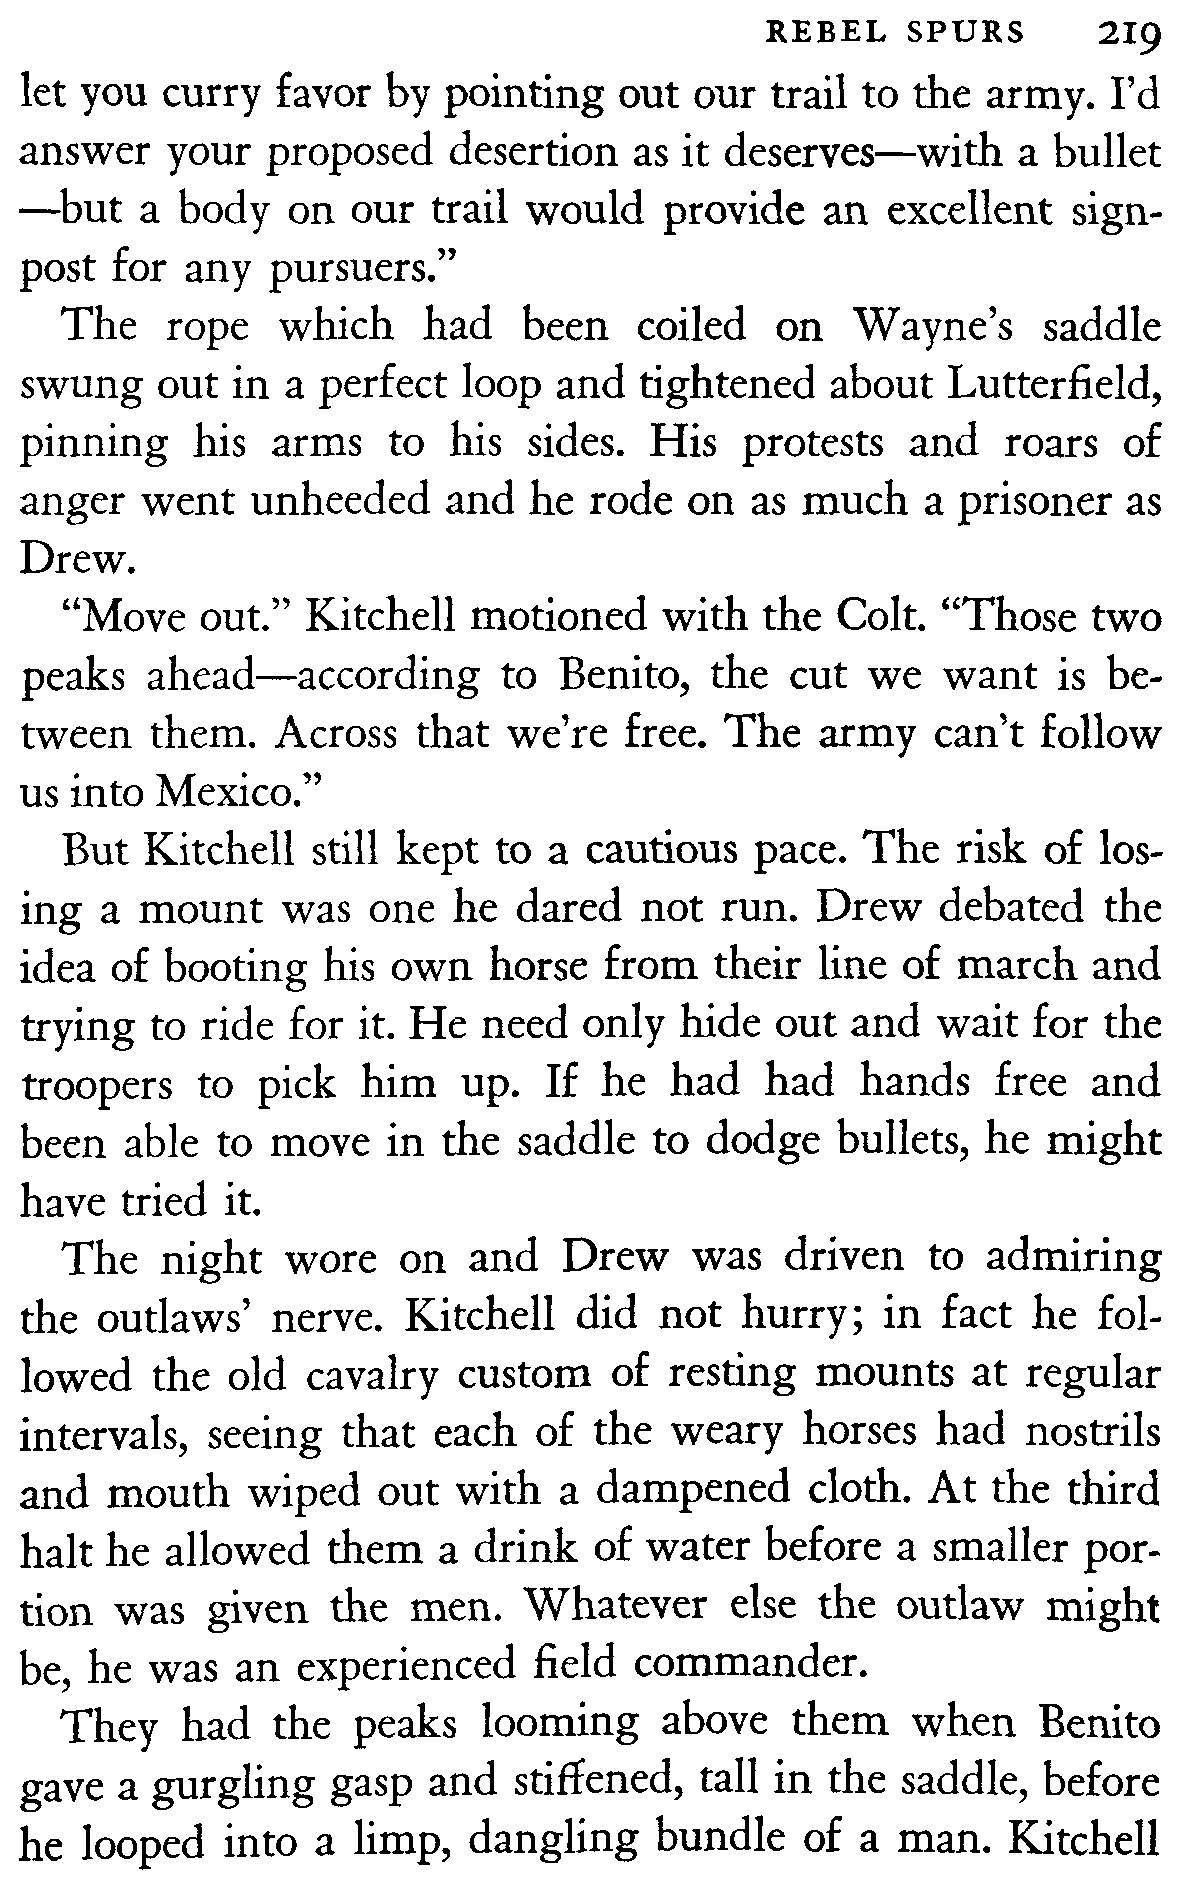 REBEL SPURS 219
let you curry favor by pointing out our trail to the army. I'd
answer your proposed desertion as it deserves—with a bullet
—but a body on our trail would provide an excellent sign-
post for any pursuers.”
The rope which had been coiled on Wayne's saddle
swung out in a perfect loop and tightened about Lutterfield,
pinning his arms to his sides. His protests and roars of
anger went unheeded and he rode on as much a prisoner as
Drew.
“Move out.” Kitchell motioned with the Colt. “Those two
peaks ahead—according to Benito, the cut we want is be-
tween them. Across that we're free. The army can't follow
us into Mexico.”
But Kitchell still kept to a cautious pace. The risk of los-
ing a mount was one he dared not run. Drew debated the
idea of booting his own horse from their line of march and
trying to ride for it. He need only hide out and wait for the
troopers to pick him up. If he had had hands free and
been able to move in the saddle to dodge bullets, he might
have tried it.
The night wore on and Drew was driven to admiring
the outlaws' nerve. Kitchell did not hurry; in fact he fol-
lowed the old cavalry custom of resting mounts at regular
intervals, seeing that each of the weary horses had nostrils
and mouth wiped out with a dampened cloth. At the third
halt he allowed them a drink of water before a smaller por-
tion was given the men. Whatever else the outlaw might
be, he was an experienced field commander.
They had the peaks looming above them when Benito
gave a gurgling gasp and stiffened, tall in the saddle, before
he looped into a limp, dangling bundle of a man. Kitchell